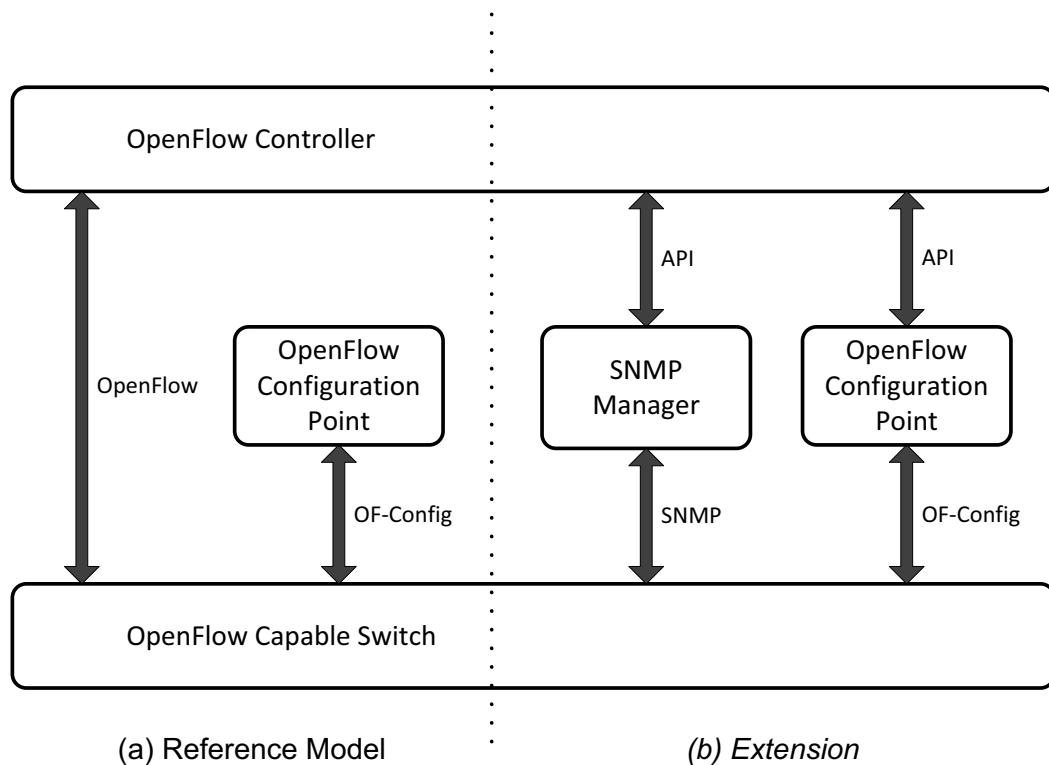 OpenFlow Controller
API
API
OpenFlow
Configuration
Point
SNMP
Manager
OpenFlow
Configuration
Point
OpenFlow
OF-Config
SNMP
OF-Config
OpenFlow Capable Switch
(a) Reference Model
(b) Extension